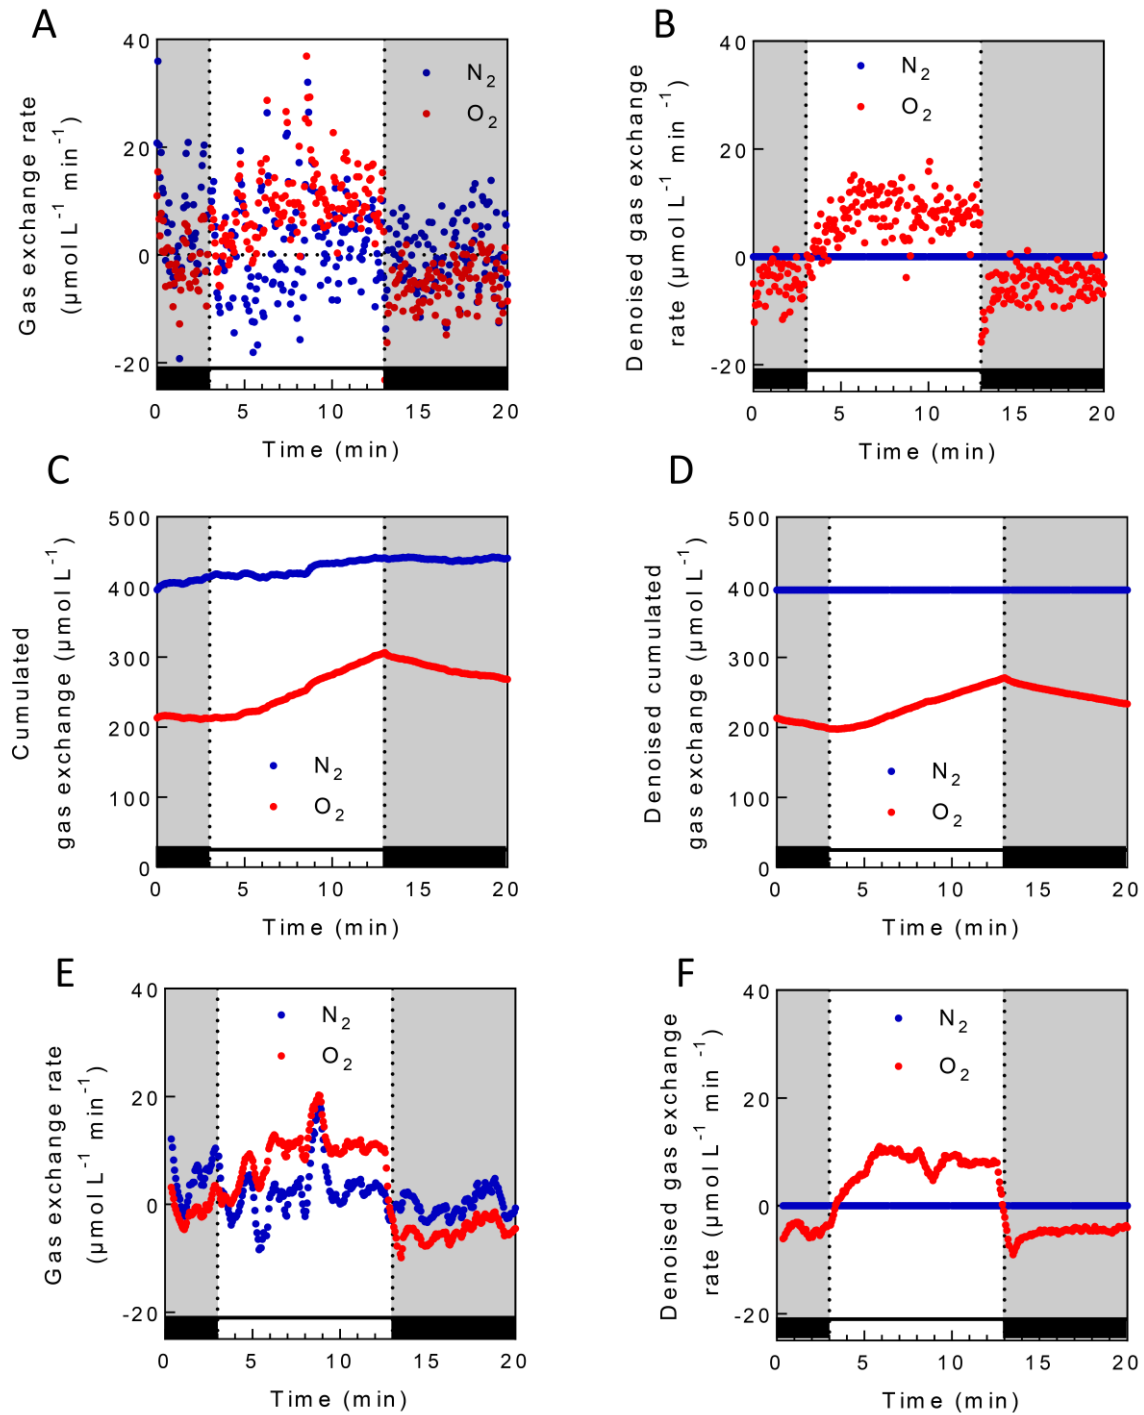 A
Gas exchange rate
(µmol L⁻¹ min⁻¹)
40
20
0
-20
N₂
O₂
0 5 10 15 20
Time (min)
B
Denoised gas exchange
rate (µmol L⁻¹ min ⁻¹)
40
20
0
-20
N₂
O₂
0 5 10 15 20
Time (min)
C
Cumulated
gas exchange (µmol L⁻¹)
500
400
300
200
100
0
N₂
O₂
0 5 10 15 20
Time (min)
D
Denoised cumulated
gas exchange (µmol L⁻¹)
500
400
300
200
100
0
N₂
O₂
0 5 10 15 20
Time (min)
E
Gas exchange rate
(µmol L⁻¹ min⁻¹)
40
20
0
-20
N₂
O₂
0 5 10 15 20
Time (min)
F
Denoised gas exchange
rate (µmol L⁻¹ min ⁻¹)
40
20
0
-20
N₂
O₂
0 5 10 15 20
Time (min)